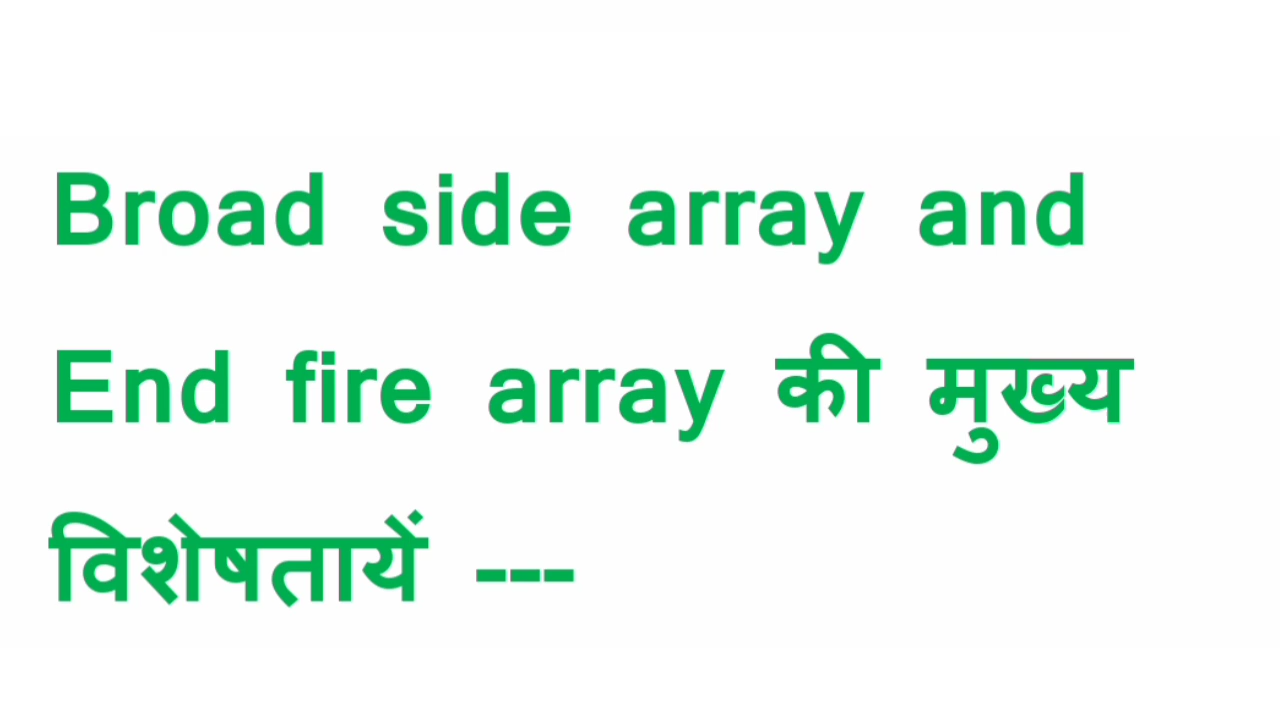 Broad side array and
End fire array की मुख्य
विशेषतायें ---